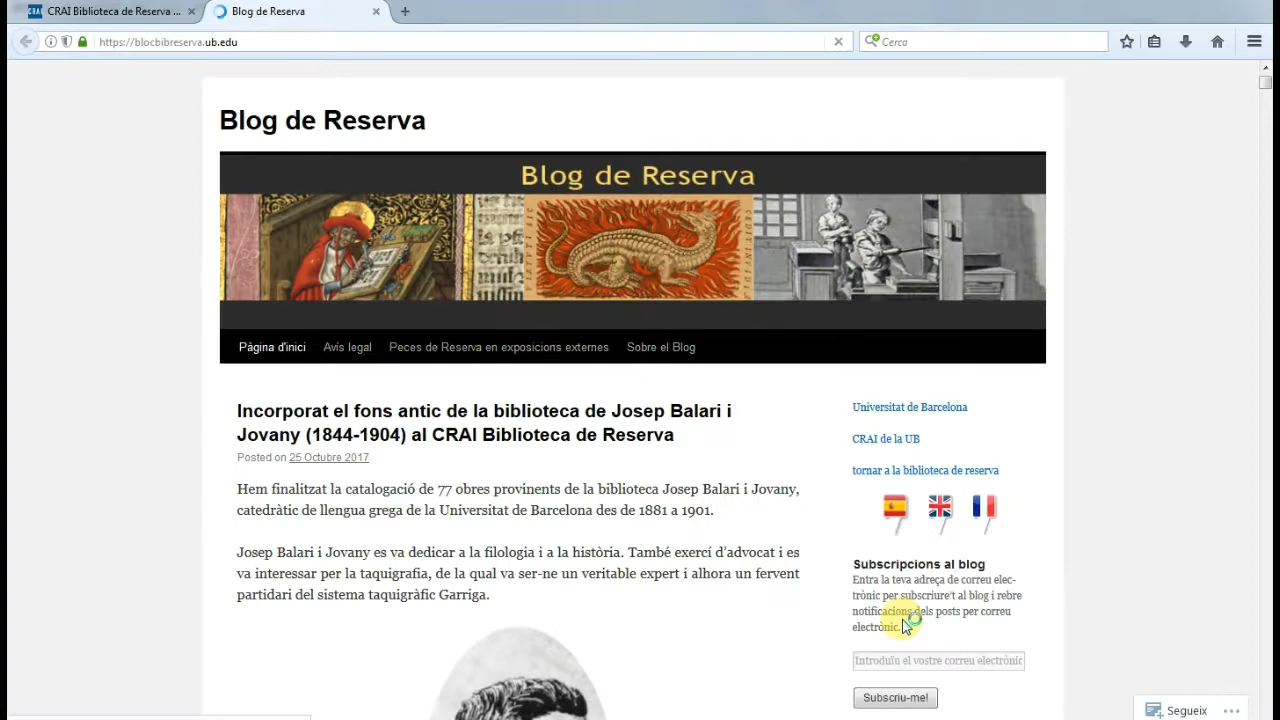 CRAI Biblioteca de Reserva ...
Blog de Reserva
https://blocbibreserva.ub.edu
Cerca
Blog de Reserva
Blog de Reserva
Pàgina d'inici Avís legal Peces de Reserva en exposicions externes Sobre el Blog
Incorporat el fons antic de la biblioteca de Josep Balari i
Jovany (1844-1904) al CRAI Biblioteca de Reserva
Posted on 25 Octubre 2017
Hem finalitzat la catalogació de 77 obres provinents de la biblioteca Josep Balari i Jovany,
catedràtic de llengua grega de la Universitat de Barcelona des de 1881 a 1901.
Josep Balari i Jovany es va dedicar a la filologia i a la història. També exercí d'advocat i es
va interessar per la taquigrafia, de la qual va ser-ne un veritable expert i alhora un fervent
partidari del sistema taquigràfic Garriga.
Universitat de Barcelona
CRAI de la UB
tornar a la biblioteca de reserva
Subscripcions al blog
Entra la teva adreça de correu elec-
trònic per subscriure't al blog i rebre
notificacions dels posts per correu
electrònic.
Introduïu el vostre correu electrònic
Subscriu-me!
Segueix